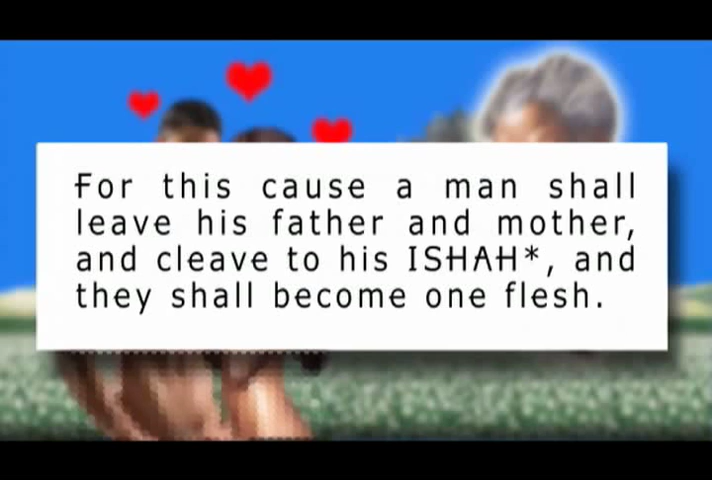 For this cause a man shall
leave his father and mother,
and cleave to his ISHAH*, and
they shall become one flesh.